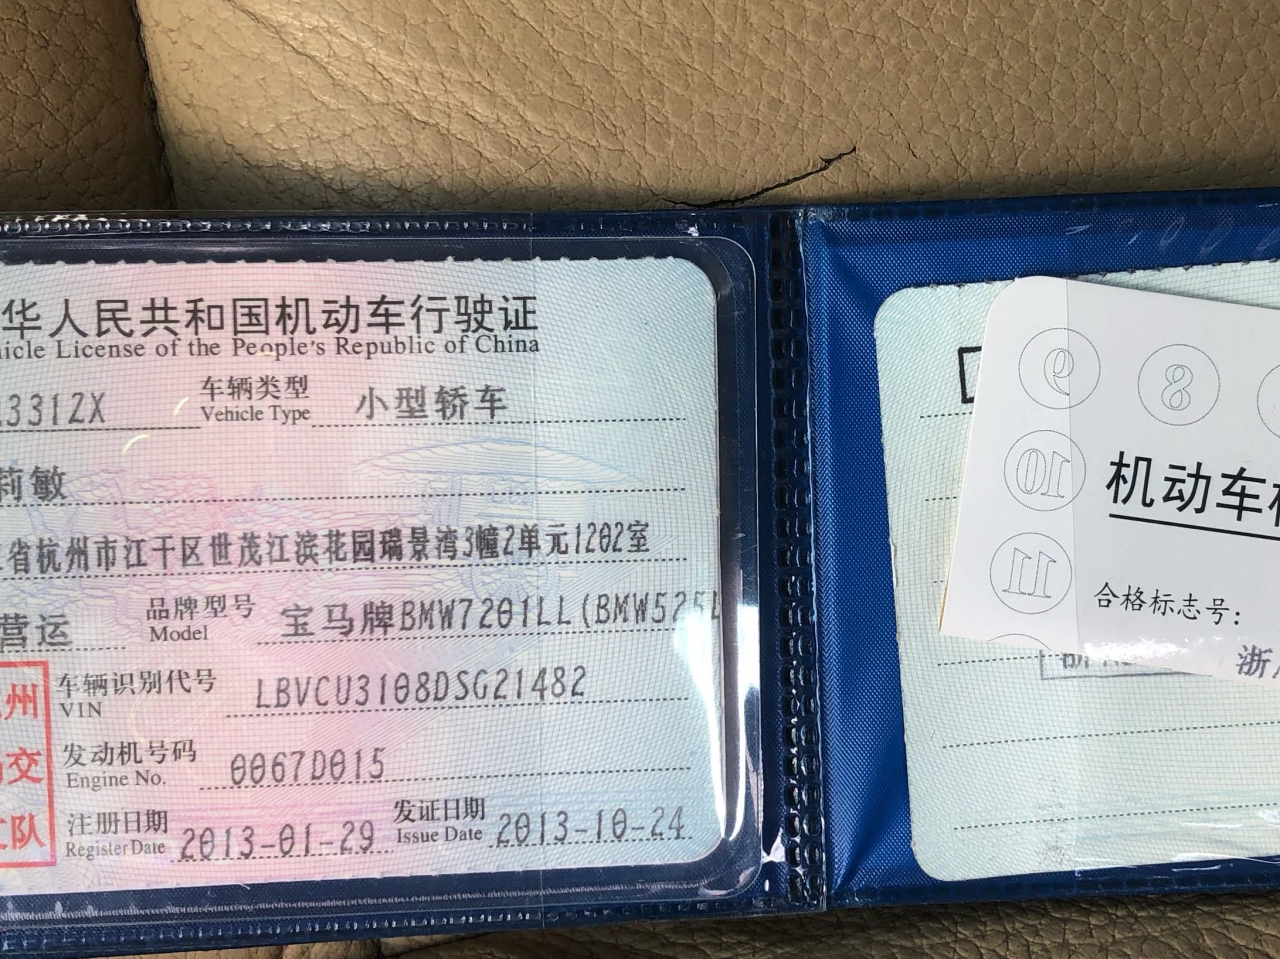 华人民共和国机动车行驶证
icle License of the People's Republic of China
331ZX 车辆类型 小型轿车
Vehicle Type
莉敏
省杭州市江干区世茂江滨花园瑞景湾3幢2单元1202室
营运 品牌型号 宝马牌BMW7201LL(BMW525L
Model
州 车辆识别代号 LBVCU3108DSG21482
VIN
交 发动机号码 0067D015
Engine No.
队 注册日期 2013-01-29 发证日期 2013-10-24
Register Date Issue Date
9 8
10 机动车
11 合格标志号：
浙